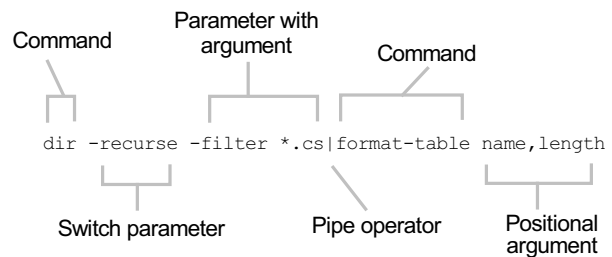 Parameter with
argument
Command
Command
dir -recurse -filter *.cs|format-table name,length
Switch parameter
Pipe operator
Positional
argument